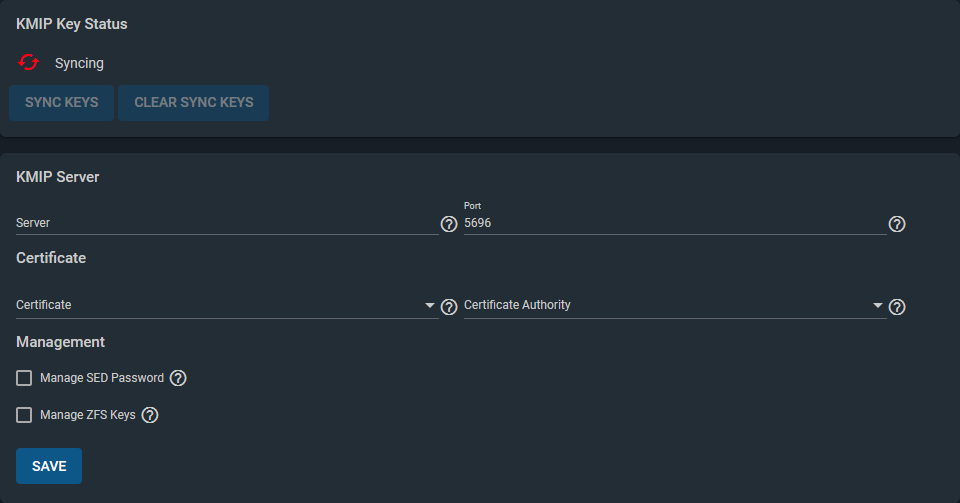 KMIP Key Status
Syncing
SYNC KEYS CLEAR SYNC KEYS
KMIP Server
Port
Server 5696
Certificate
Certificate Certificate Authority
Management
Manage SED Password
Manage ZFS Keys
SAVE